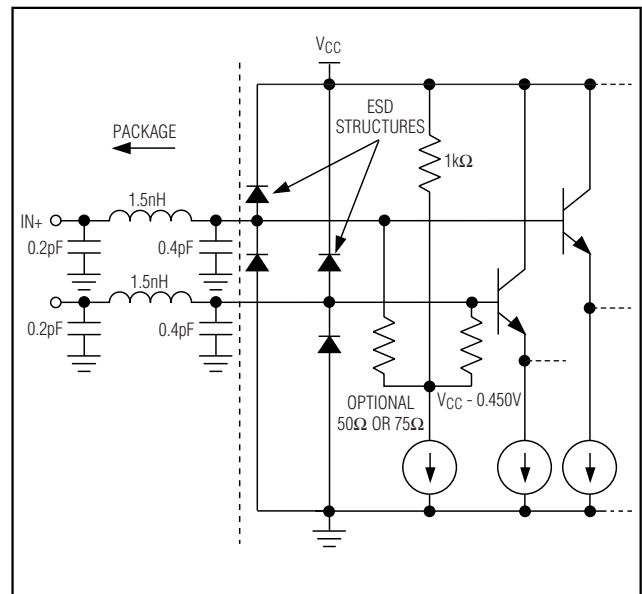 VCC
ESD
STRUCTURES
PACKAGE
1kΩ
1.5nH
IN+
0.2pF
0.4pF
1.5nH
0.2pF
0.4pF
OPTIONAL
50Ω OR 75Ω
VCC - 0.450V